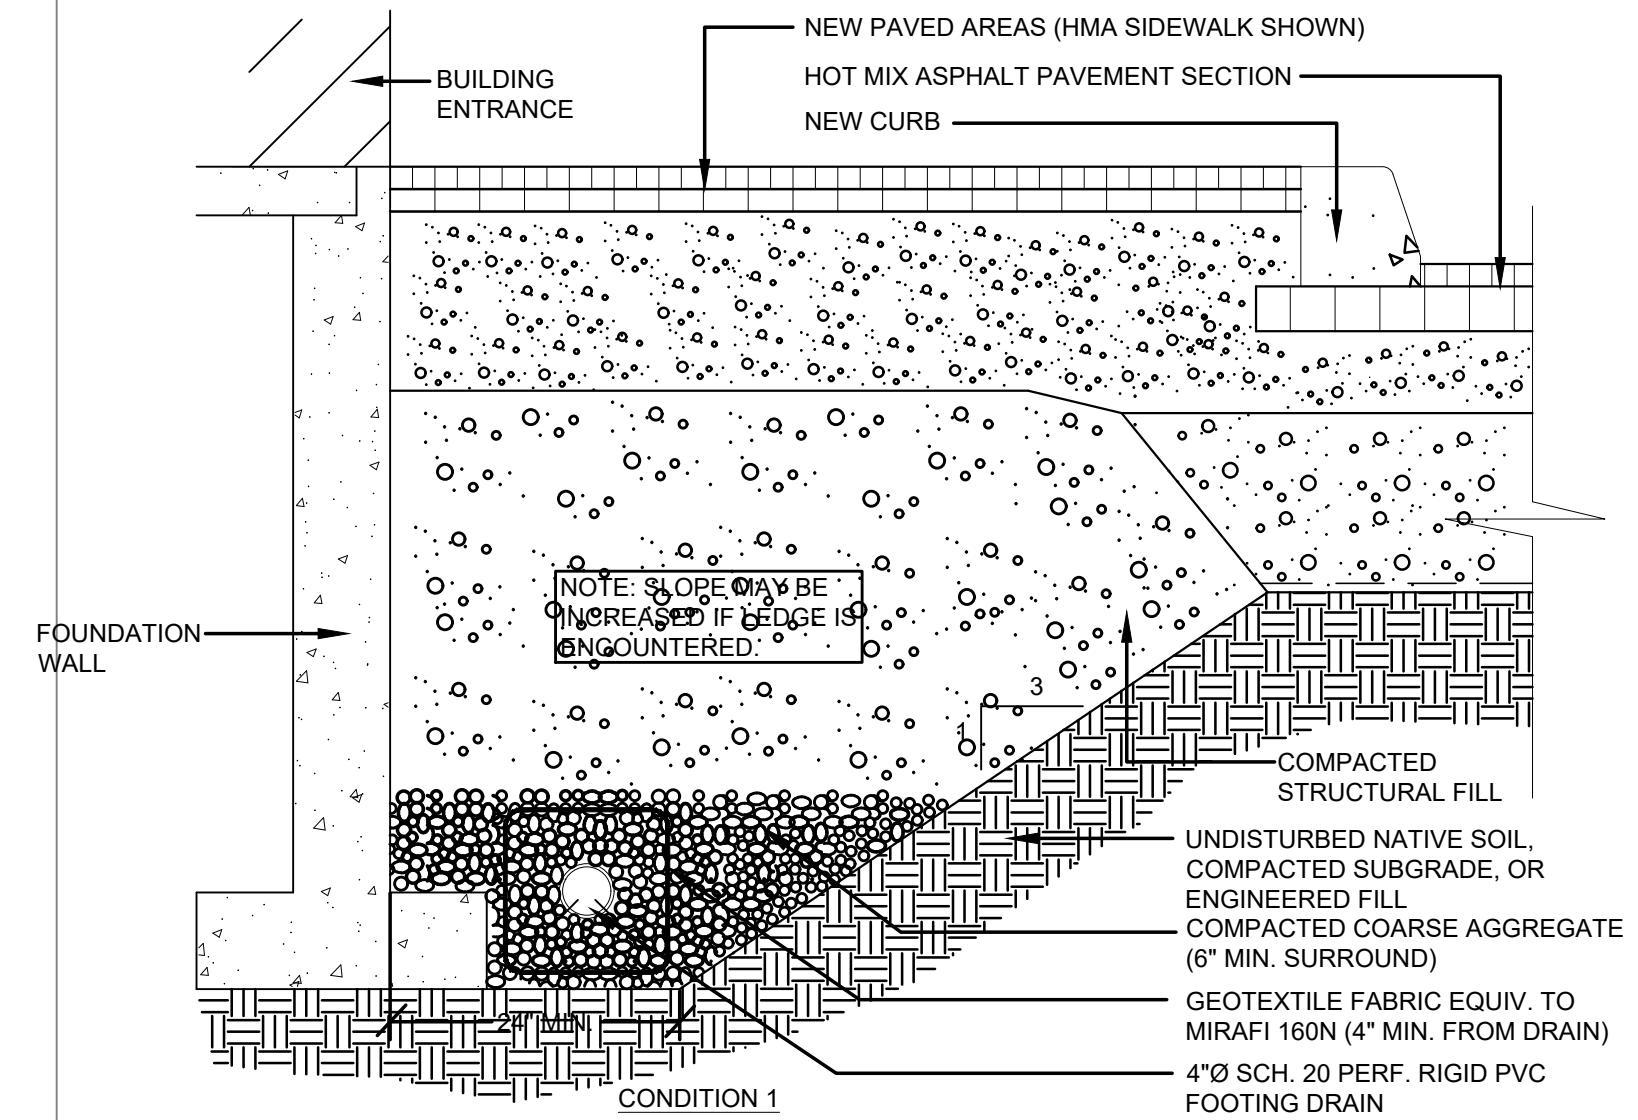 NEW PAVED AREAS (HMA SIDEWALK SHOWN)
BUILDING
ENTRANCE
HOT MIX ASPHALT PAVEMENT SECTION
NEW CURB
NOTE: SLOPE MAY BE
INCREASED IF LEDGE IS
ENCOUNTERED.
FOUNDATION
WALL
3
1
COMPACTED
STRUCTURAL FILL
UNDISTURBED NATIVE SOIL,
COMPACTED SUBGRADE, OR
ENGINEERED FILL
COMPACTED COARSE AGGREGATE
(6" MIN. SURROUND)
GEOTEXTILE FABRIC EQUIV. TO
MIRAFI 160N (4" MIN. FROM DRAIN)
24" MIN.
4"Ø SCH. 20 PERF. RIGID PVC
FOOTING DRAIN
CONDITION 1